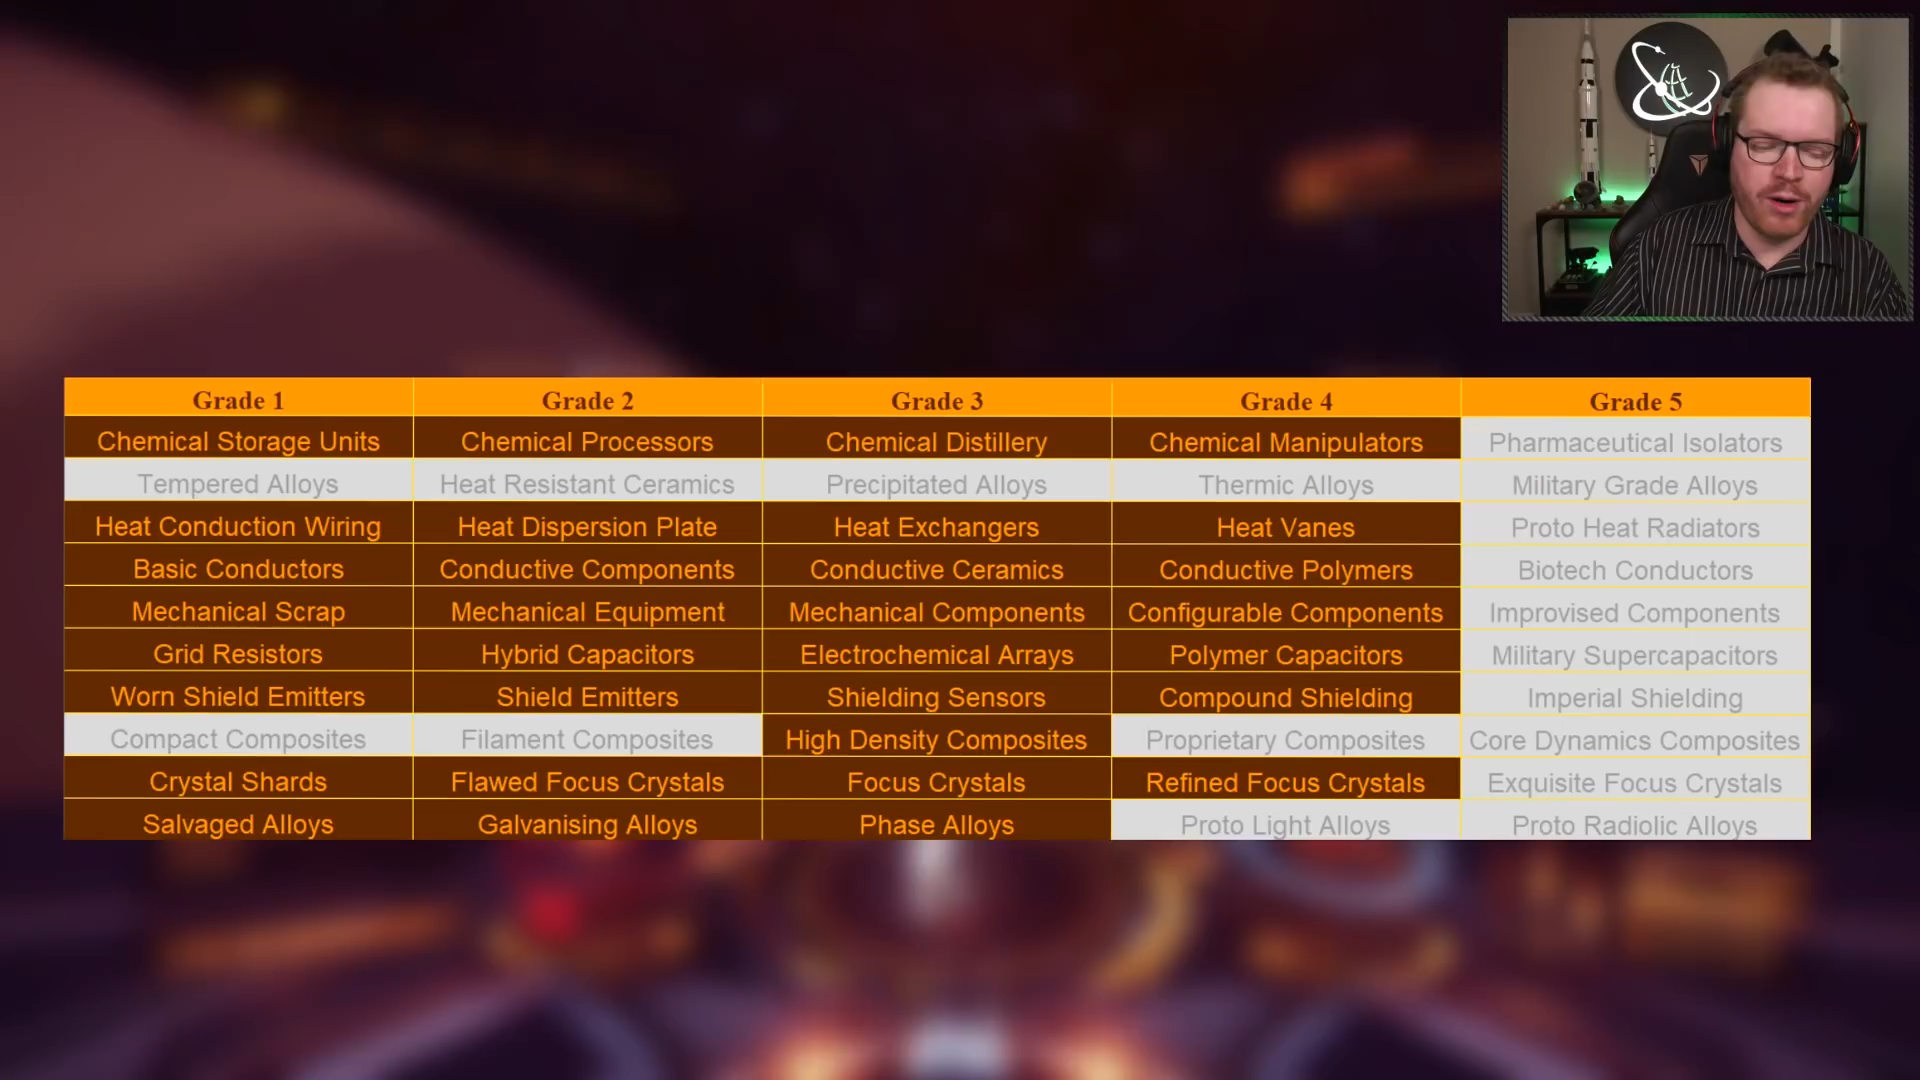 Grade 1 Grade 2 Grade 3 Grade 4 Grade 5
Chemical Storage Units Chemical Processors Chemical Distillery Chemical Manipulators Pharmaceutical Isolators
Tempered Alloys Heat Resistant Ceramics Precipitated Alloys Thermic Alloys Military Grade Alloys
Heat Conduction Wiring Heat Dispersion Plate Heat Exchangers Heat Vanes Proto Heat Radiators
Basic Conductors Conductive Components Conductive Ceramics Conductive Polymers Biotech Conductors
Mechanical Scrap Mechanical Equipment Mechanical Components Configurable Components Improvised Components
Grid Resistors Hybrid Capacitors Electrochemical Arrays Polymer Capacitors Military Supercapacitors
Worn Shield Emitters Shield Emitters Shielding Sensors Compound Shielding Imperial Shielding
Compact Composites Filament Composites High Density Composites Proprietary Composites Core Dynamics Composites
Crystal Shards Flawed Focus Crystals Focus Crystals Refined Focus Crystals Exquisite Focus Crystals
Salvaged Alloys Galvanising Alloys Phase Alloys Proto Light Alloys Proto Radiolic Alloys